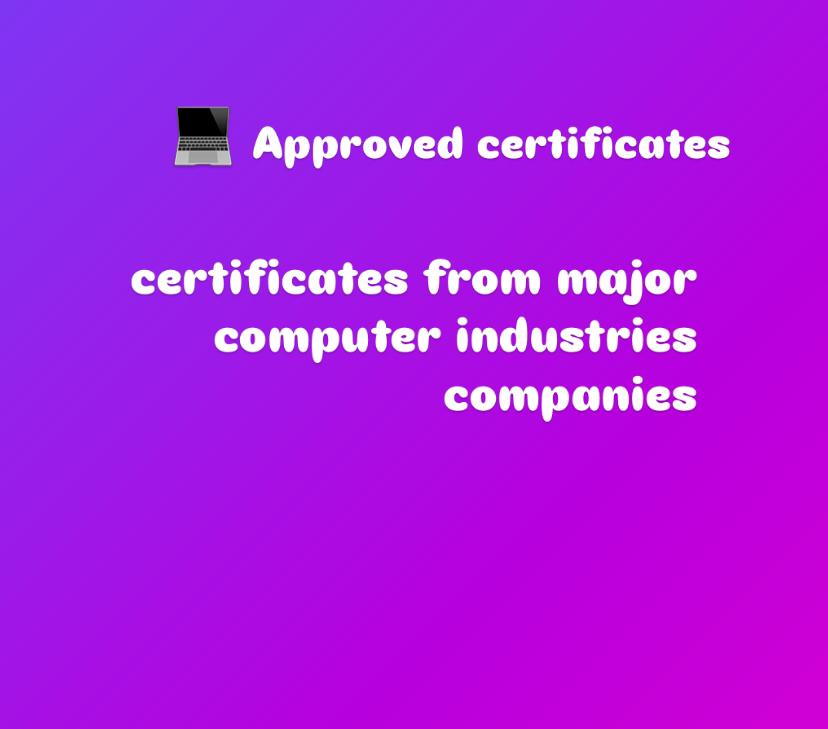 💻 Approved certificates
certificates from major
computer industries
companies